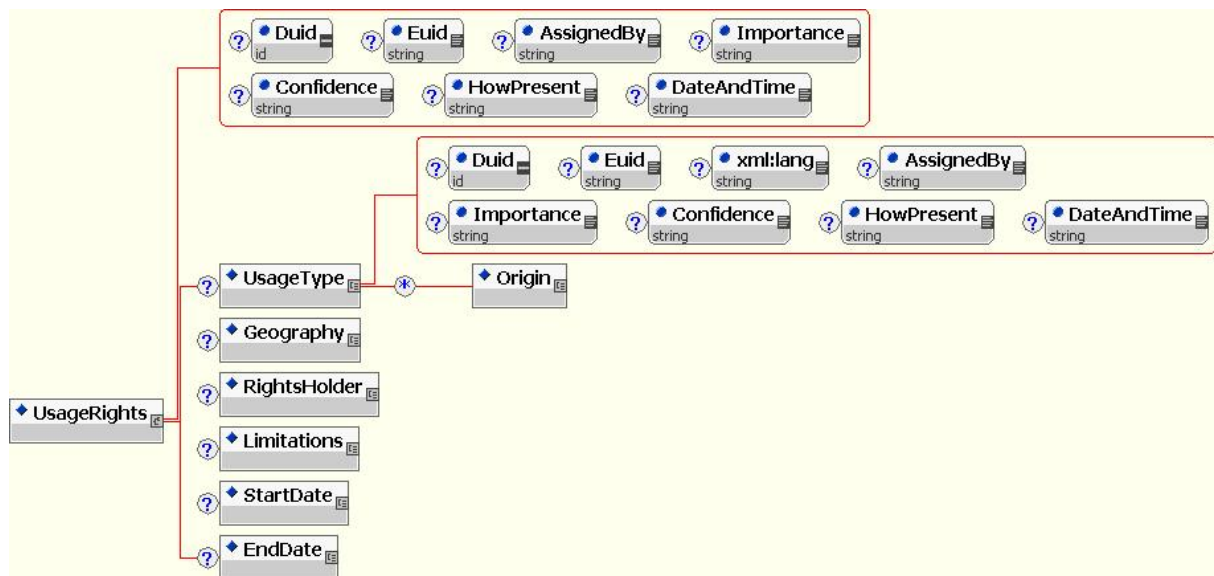 ? Duid ? Euid ? AssignedBy ? Importance
id string string string
? Confidence ? HowPresent ? DateAndTime
string string string
? Duid ? Euid ? xml:lang ? AssignedBy
id string string string
? Importance ? Confidence ? HowPresent ? DateAndTime
string string string string
? UsageType * Origin
? Geography
? RightsHolder
UsageRights
? Limitations
? StartDate
? EndDate